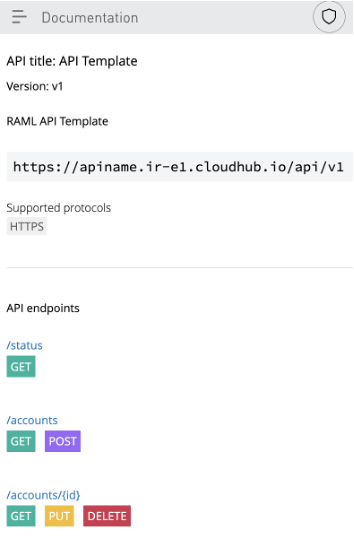 Documentation
API title: API Template
Version: v1
RAML API Template
https://apiname.ir-e1.cloudhub.io/api/v1
Supported protocols
HTTPS
API endpoints
/status
GET
/accounts
GET POST
/accounts/{id}
GET PUT DELETE